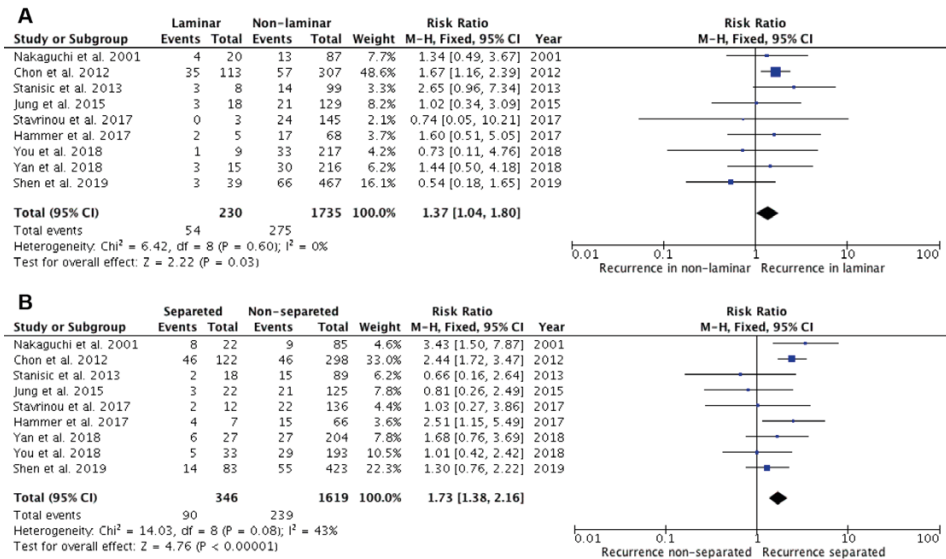 A
Laminar Non-laminar Risk Ratio Risk Ratio
Study or Subgroup Events Total Events Total Weight M-H, Fixed, 95% CI Year M-H, Fixed, 95% CI
Nakaguchi et al. 2001 4 20 13 87 7.7% 1.34 [0.49, 3.67] 2001
Chon et al. 2012 35 113 57 307 48.6% 1.67 [1.16, 2.39] 2012
Stanisic et al. 2013 3 8 14 99 3.3% 2.65 [0.96, 7.34] 2013
Jung et al. 2015 3 18 21 129 8.2% 1.02 [0.34, 3.09] 2015
Stavrinou et al. 2017 0 3 24 145 2.1% 0.74 [0.05, 10.21] 2017
Hammer et al. 2017 2 5 17 68 3.7% 1.60 [0.51, 5.05] 2017
You et al. 2018 1 9 33 217 4.2% 0.73 [0.11, 4.76] 2018
Yan et al. 2018 3 15 30 216 6.2% 1.44 [0.50, 4.18] 2018
Shen et al. 2019 3 39 66 467 16.1% 0.54 [0.18, 1.65] 2019
Total (95% CI) 230 1735 100.0% 1.37 [1.04, 1.80]
Total events 54 275
Heterogeneity: Chi² = 6.42, df = 8 (P = 0.60); I² = 0%
Test for overall effect: Z = 2.22 (P = 0.03)
0.01 0.1 1 10 100
Recurrence in non-laminar Recurrence in laminar
B
Separeted Non-separeted Risk Ratio Risk Ratio
Study or Subgroup Events Total Events Total Weight M-H, Fixed, 95% CI Year M-H, Fixed, 95% CI
Nakaguchi et al. 2001 8 22 9 85 4.6% 3.43 [1.50, 7.87] 2001
Chon et al. 2012 46 122 46 298 33.0% 2.44 [1.72, 3.47] 2012
Stanisic et al. 2013 2 18 15 89 6.2% 0.66 [0.16, 2.64] 2013
Jung et al. 2015 3 22 21 125 7.8% 0.81 [0.26, 2.49] 2015
Stavrinou et al. 2017 2 12 22 136 4.4% 1.03 [0.27, 3.86] 2017
Hammer et al. 2017 4 7 15 66 3.6% 2.51 [1.15, 5.49] 2017
Yan et al. 2018 6 27 27 204 7.8% 1.68 [0.76, 3.69] 2018
You et al. 2018 5 33 29 193 10.5% 1.01 [0.42, 2.42] 2018
Shen et al. 2019 14 83 55 423 22.3% 1.30 [0.76, 2.22] 2019
Total (95% CI) 346 1619 100.0% 1.73 [1.38, 2.16]
Total events 90 239
Heterogeneity: Chi² = 14.03, df = 8 (P = 0.08); I² = 43%
Test for overall effect: Z = 4.76 (P < 0.00001)
0.01 0.1 1 10 100
Recurrence non-separated Recurrence separated